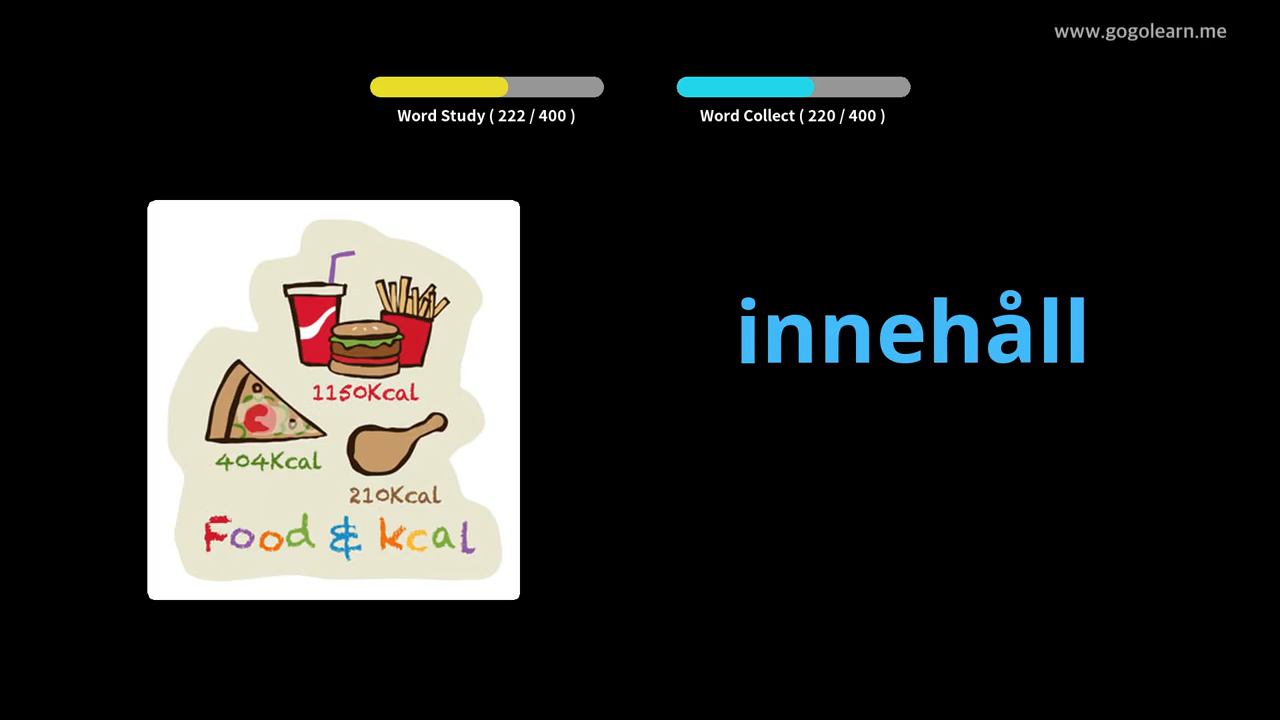 www.gogolearn.me
Word Study ( 222 / 400 )
Word Collect ( 220 / 400 )
1150Kcal
404Kcal
210Kcal
Food & kcal
innehåll